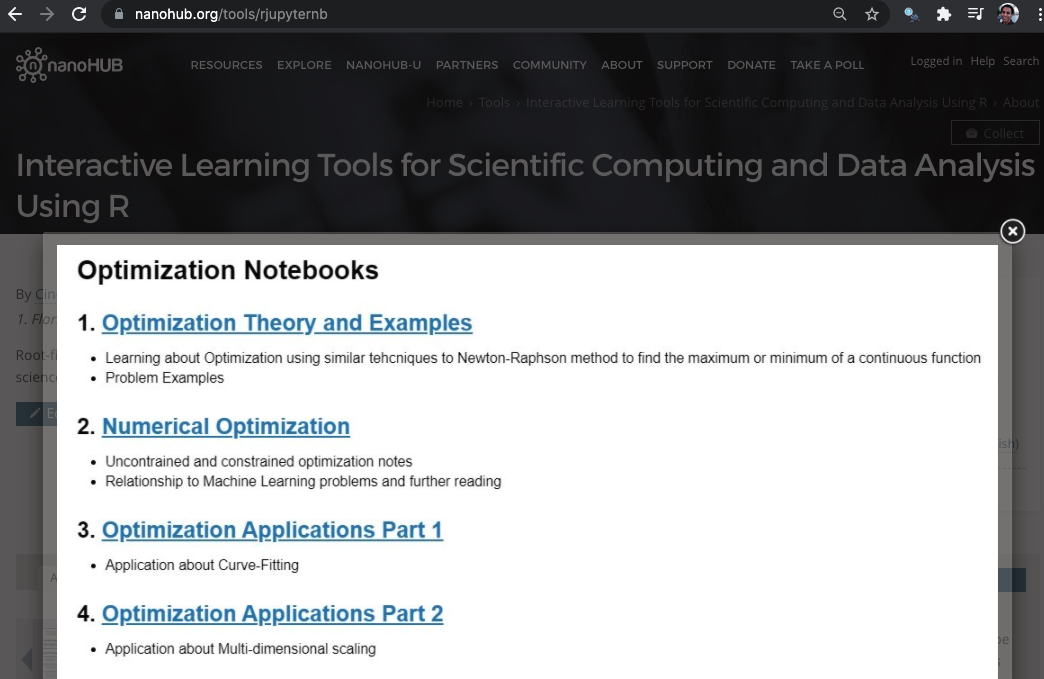 nanohub.org/tools/rjupyternb
nanoHUB
RESOURCES EXPLORE NANOHUB-U PARTNERS COMMUNITY ABOUT SUPPORT DONATE TAKE A POLL
Logged in Help Search
Home › Tools › Interactive Learning Tools for Scientific Computing and Data Analysis Using R › About
Collect
Interactive Learning Tools for Scientific Computing and Data Analysis
Using R
Optimization Notebooks
By Cin
1. Optimization Theory and Examples
1. Flor
• Learning about Optimization using similar tehcniques to Newton-Raphson method to find the maximum or minimum of a continuous function
Root-fi
• Problem Examples
scienc
2. Numerical Optimization
• Uncontrained and constrained optimization notes
• Relationship to Machine Learning problems and further reading
3. Optimization Applications Part 1
• Application about Curve-Fitting
4. Optimization Applications Part 2
• Application about Multi-dimensional scaling